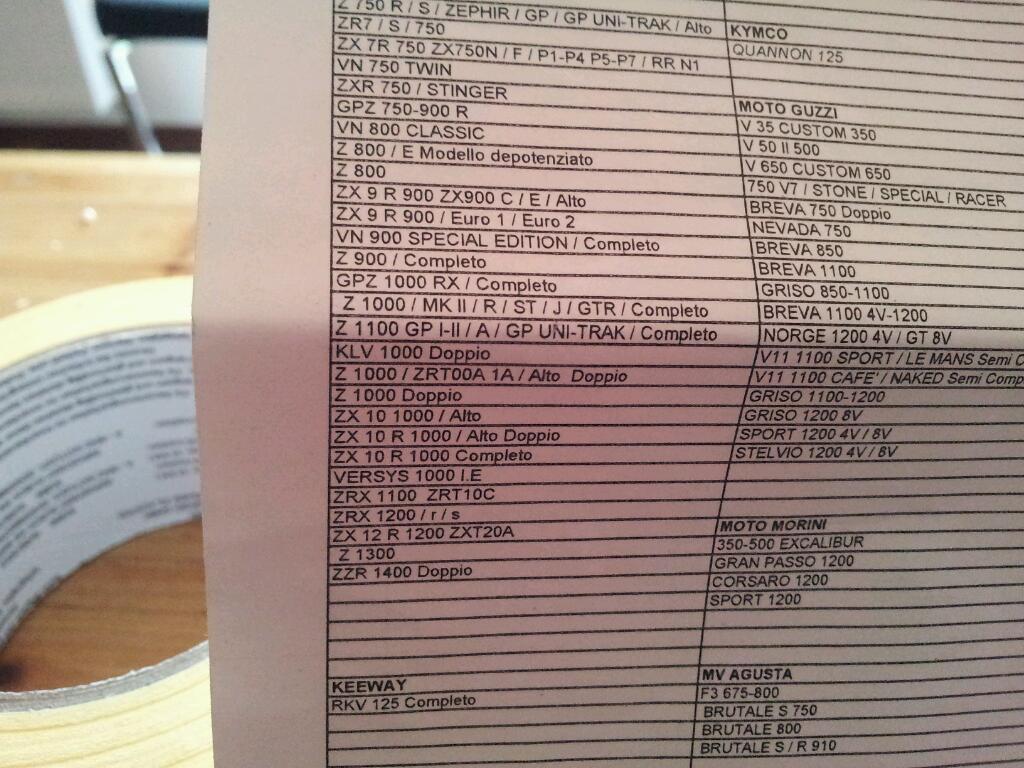 Z 750 R / S / ZEPHIR / GP / GP UNI-TRAK / Alto
ZR7 / S / 750
ZX 7R 750 ZX750N / F / P1-P4 P5-P7 / RR N1
VN 750 TWIN
ZXR 750 / STINGER
GPZ 750-900 R
VN 800 CLASSIC
Z 800 / E Modello depotenziato
Z 800
ZX 9 R 900 ZX900 C / E / Alto
ZX 9 R 900 / Euro 1 / Euro 2
VN 900 SPECIAL EDITION / Completo
Z 900 / Completo
GPZ 1000 RX / Completo
Z 1000 / MK II / R / ST / J / GTR / Completo
Z 1100 GP I-II / A / GP UNI-TRAK / Completo
KLV 1000 Doppio
Z 1000 / ZRT00A 1A / Alto Doppio
Z 1000 Doppio
ZX 10 1000 / Alto
ZX 10 R 1000 / Alto Doppio
ZX 10 R 1000 Completo
VERSYS 1000 I.E
ZRX 1100 ZRT10C
ZRX 1200 / r / s
ZX 12 R 1200 ZXT20A
Z 1300
ZZR 1400 Doppio
KEEWAY
RKV 125 Completo
KYMCO
QUANNON 125
MOTO GUZZI
V 35 CUSTOM 350
V 50 II 500
V 650 CUSTOM 650
750 V7 / STONE / SPECIAL / RACER
BREVA 750 Doppio
NEVADA 750
BREVA 850
BREVA 1100
GRISO 850-1100
BREVA 1100 4V-1200
NORGE 1200 4V / GT 8V
V11 1100 SPORT / LE MANS Semi C
V11 1100 CAFE' / NAKED Semi Comp
GRISO 1100-1200
GRISO 1200 8V
SPORT 1200 4V / 8V
STELVIO 1200 4V / 8V
MOTO MORINI
350-500 EXCALIBUR
GRAN PASSO 1200
CORSARO 1200
SPORT 1200
MV AGUSTA
F3 675-800
BRUTALE S 750
BRUTALE 800
BRUTALE S / R 910